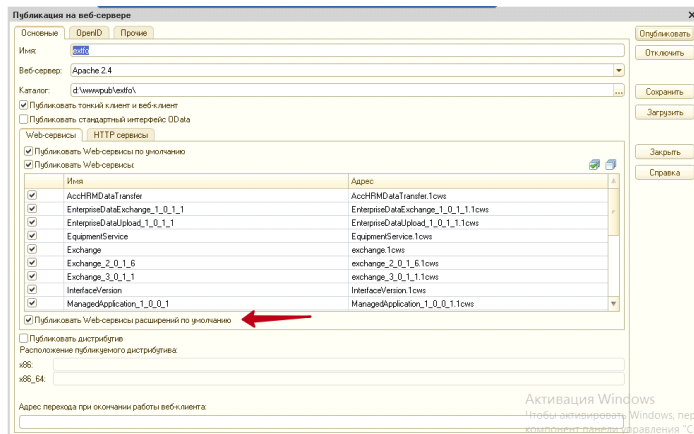 Публикация на веб-сервере
Основные OpenID Прочие
Опубликовать
Имя: extfo
Отключить
Веб-сервер: Apache 2.4
Каталог: d:\wwwpub\extfo\ ...
Сохранить
Публиковать тонкий клиент и веб-клиент
Загрузить
Публиковать стандартный интерфейс OData
Web-сервисы HTTP сервисы
Публиковать Web-сервисы по умолчанию
Закрыть
Публиковать Web-сервисы:
Справка
Имя Адрес
AccHRMDataTransfer AccHRMDataTransfer.1cws
EnterpriseDataExchange_1_0_1_1 EnterpriseDataExchange_1_0_1_1.1cws
EnterpriseDataUpload_1_0_1_1 EnterpriseDataUpload_1_0_1_1.1cws
EquipmentService EquipmentService.1cws
Exchange exchange.1cws
Exchange_2_0_1_6 exchange_2_0_1_6.1cws
Exchange_3_0_1_1 exchange_3_0_1_1.1cws
InterfaceVersion InterfaceVersion.1cws
ManagedApplication_1_0_0_1 ManagedApplication_1_0_0_1.1cws
Публиковать Web-сервисы расширений по умолчанию
Публиковать дистрибутив
Расположение публикуемого дистрибутива:
x86:
x86_64:
Активация Windows
Адрес перехода при окончании работы веб-клиента:
Чтобы активировать Windows, пер
компонент панели управления "С